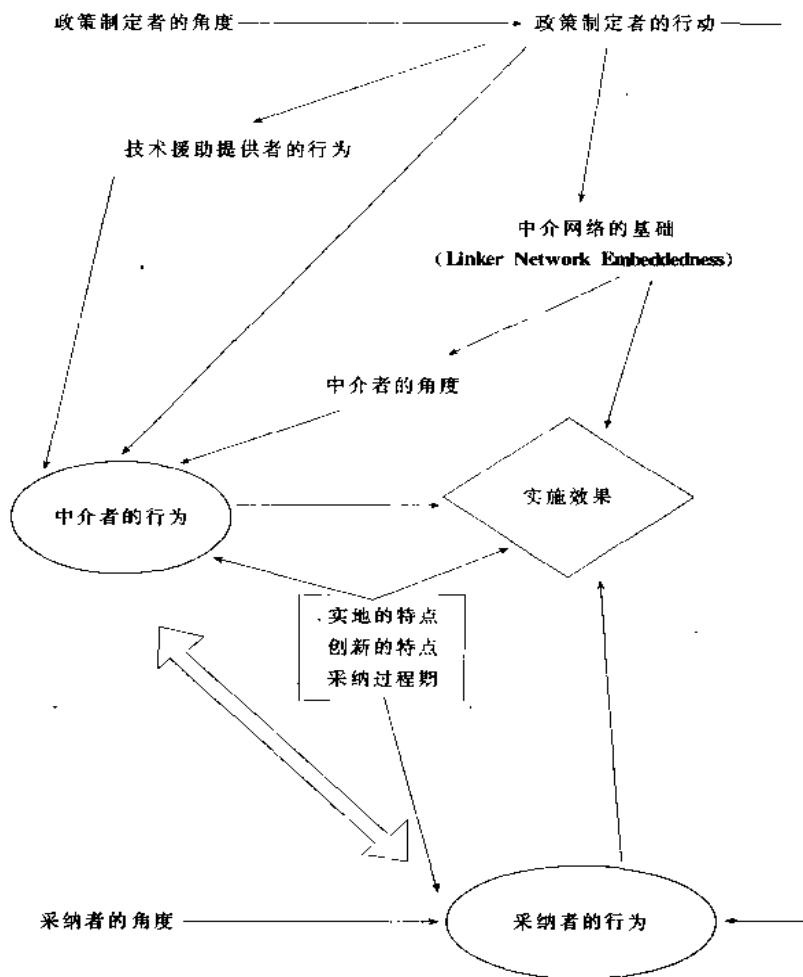 政策制定者的角度
政策制定者的行动
技术援助提供者的行为
中介网络的基础
(Linker Network Embeddedness)
中介者的角度
中介者的行为
实施效果
实地的特点
创新的特点
采纳过程期
采纳者的角度
采纳者的行为